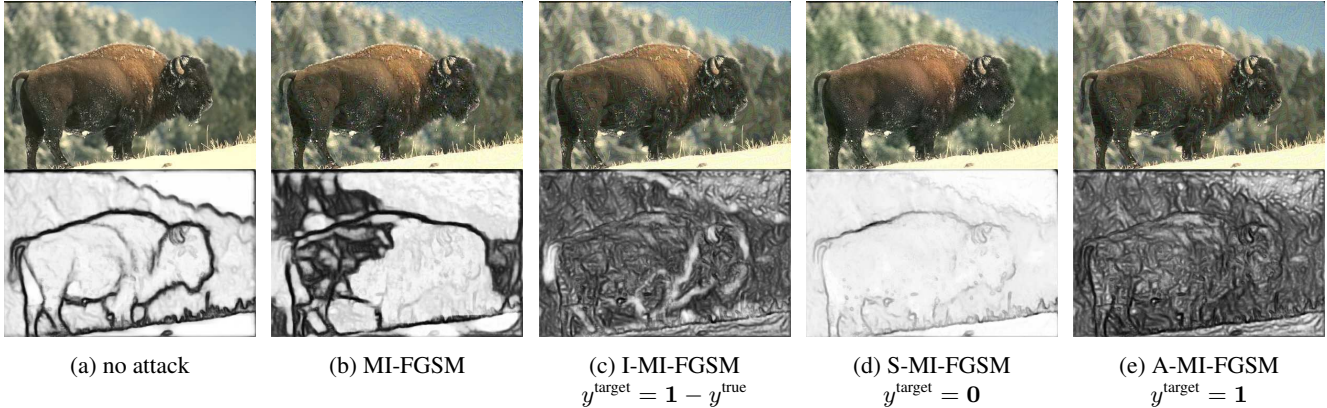 (a) no attack
(b) MI-FGSM
(c) I-MI-FGSM
y^target = 1 − y^true
(d) S-MI-FGSM
y^target = 0
(e) A-MI-FGSM
y^target = 1